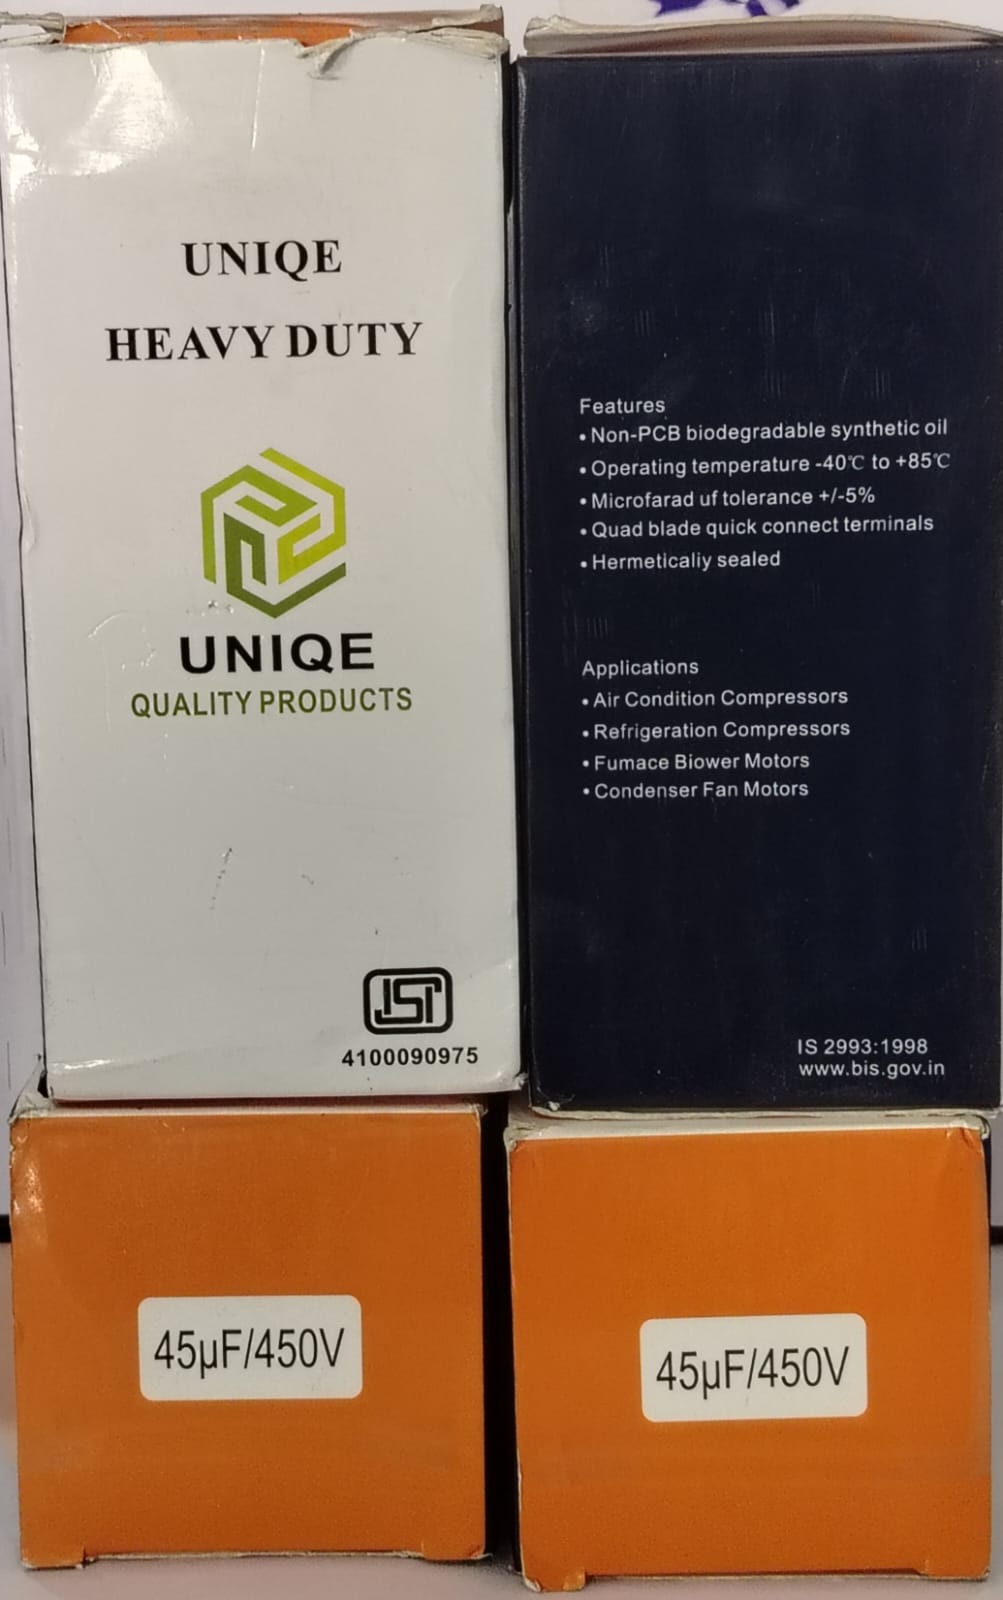 UNIQE
HEAVY DUTY
UNIQE
QUALITY PRODUCTS
ISI
4100090975
Features
• Non-PCB biodegradable synthetic oil
• Operating temperature -40℃ to +85℃
• Microfarad uf tolerance +/-5%
• Quad blade quick connect terminals
• Hermetically sealed
Applications
• Air Condition Compressors
• Refrigeration Compressors
• Fumace Biower Motors
• Condenser Fan Motors
IS 2993:1998
www.bis.gov.in
45µF/450V
45µF/450V